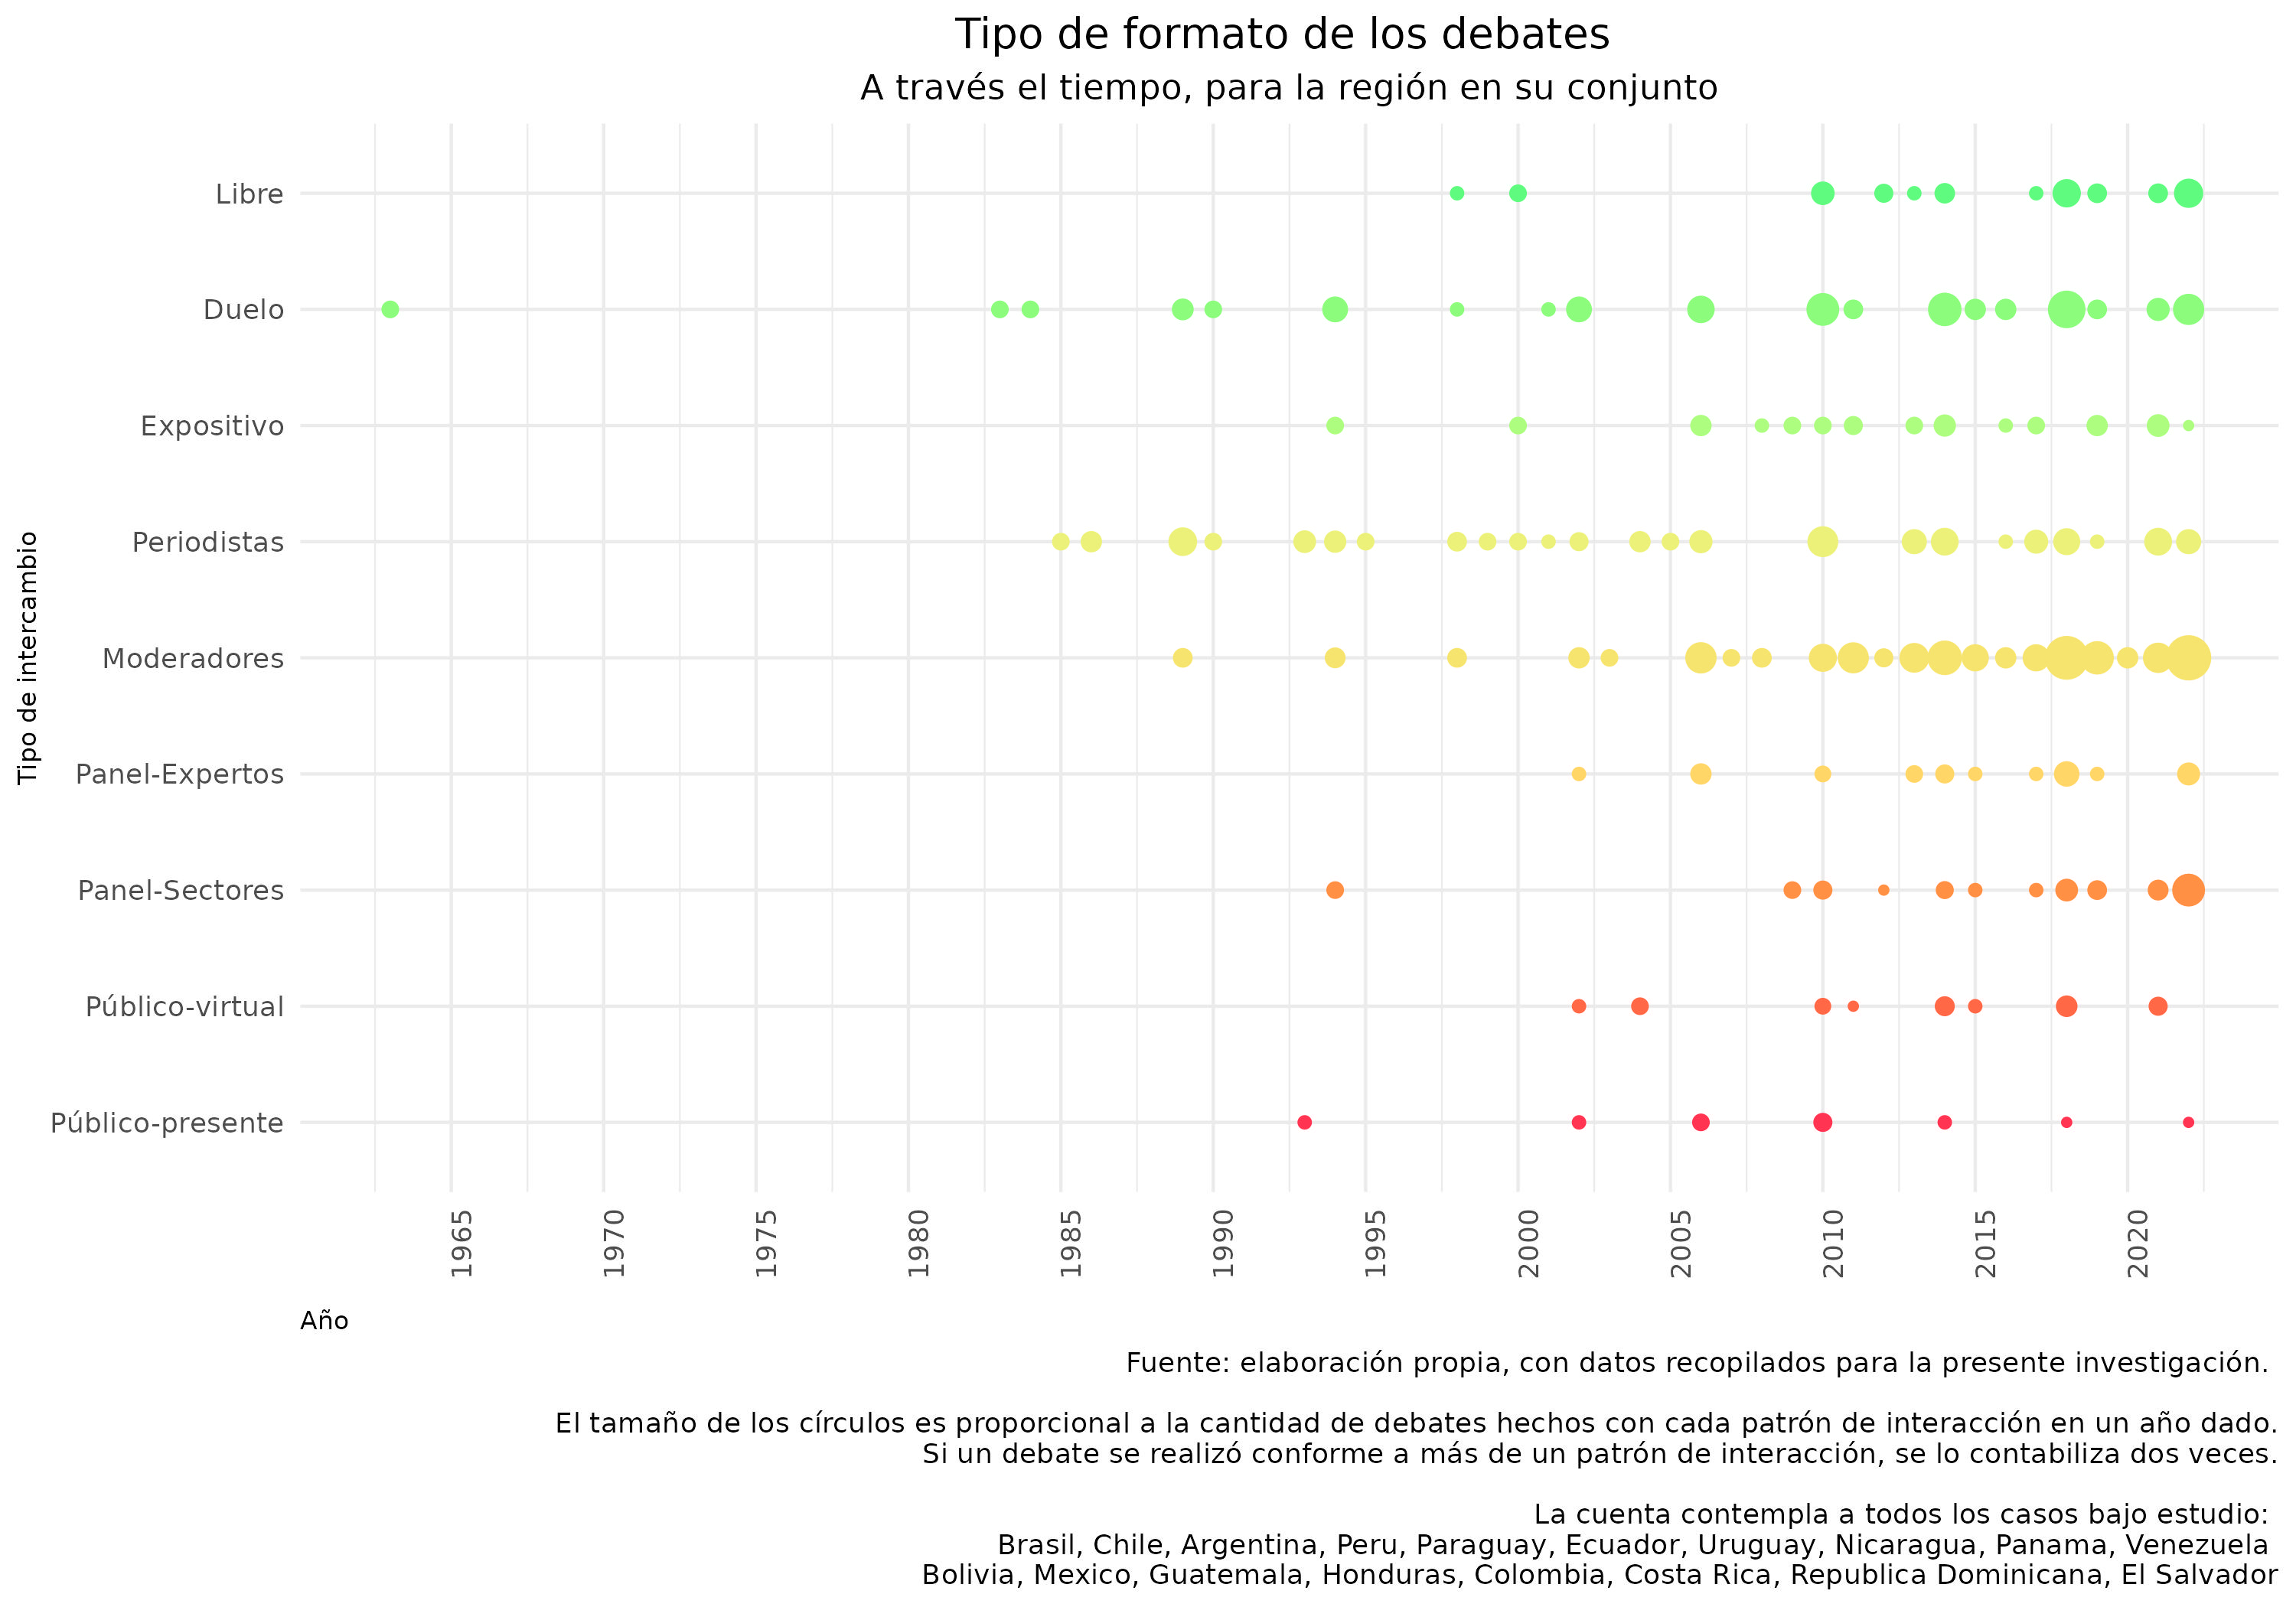 Tipo de formato de los debates
A través el tiempo, para la región en su conjunto
Tipo de intercambio
Libre
Duelo
Expositivo
Periodistas
Moderadores
Panel-Expertos
Panel-Sectores
Público-virtual
Público-presente
1965
1970
1975
1980
1985
1990
1995
2000
2005
2010
2015
2020
Año
Fuente: elaboración propia, con datos recopilados para la presente investigación.
El tamaño de los círculos es proporcional a la cantidad de debates hechos con cada patrón de interacción en un año dado.
Si un debate se realizó conforme a más de un patrón de interacción, se lo contabiliza dos veces.
La cuenta contempla a todos los casos bajo estudio:
Brasil, Chile, Argentina, Peru, Paraguay, Ecuador, Uruguay, Nicaragua, Panama, Venezuela
Bolivia, Mexico, Guatemala, Honduras, Colombia, Costa Rica, Republica Dominicana, El Salvador